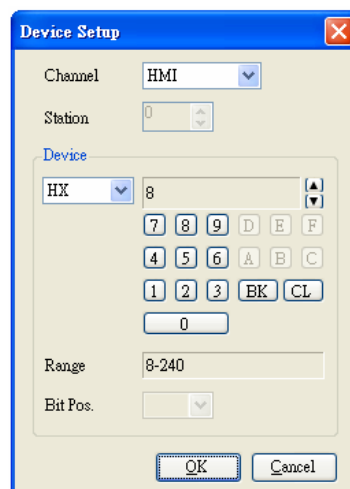 Device Setup
Channel HMI
Station 0
Device
HX 8
7 8 9 D E F
4 5 6 A B C
1 2 3 BK CL
0
Range 8-240
Bit Pos.
OK Cancel